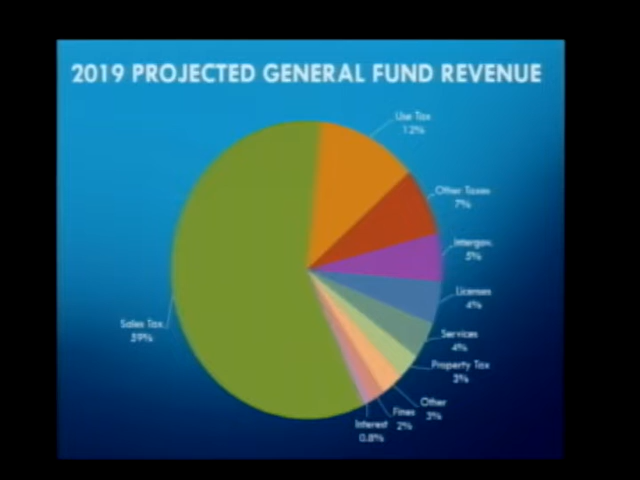 2019 PROJECTED GENERAL FUND REVENUE
Use Tax
12%
Other Taxes
7%
Intergov.
5%
Licenses
4%
Services
4%
Property Tax
3%
Other
3%
Fines
2%
Interest
0.8%
Sales Tax
59%